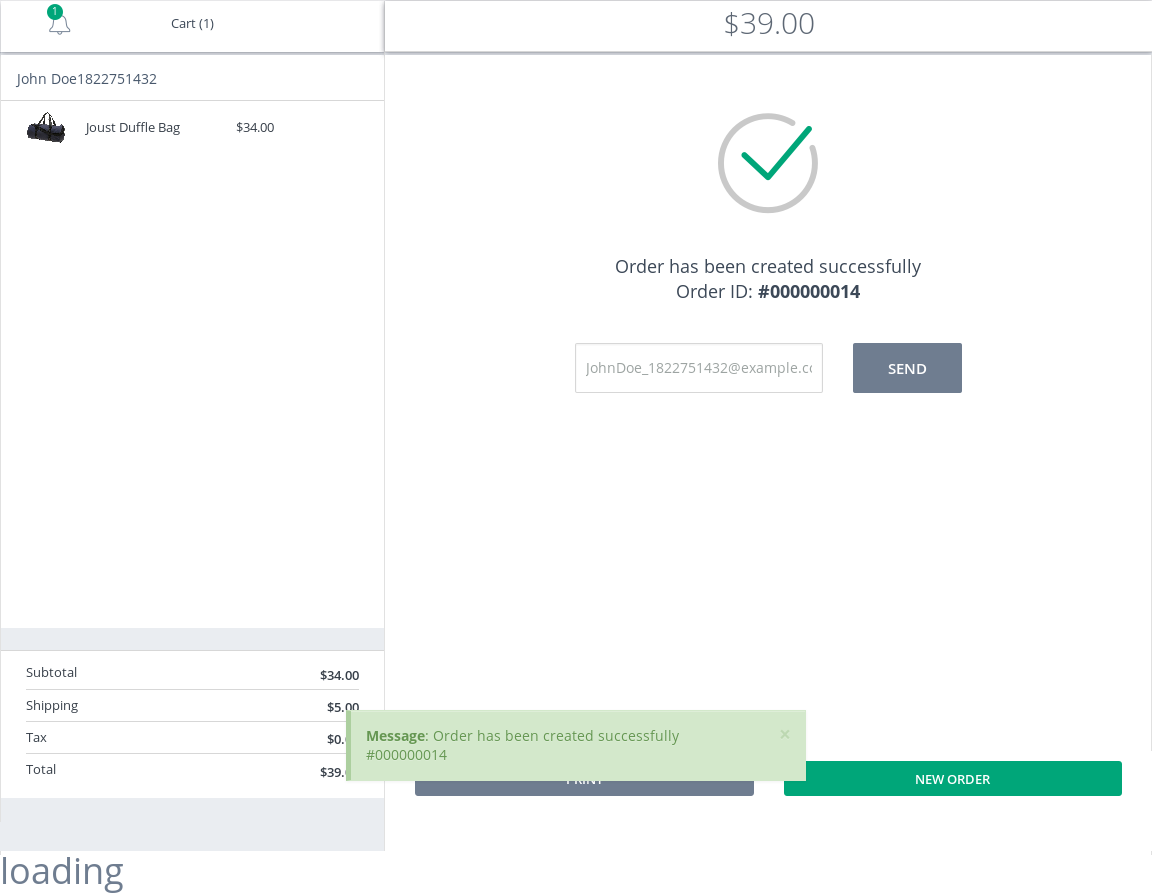 1
Cart (1)
$39.00
John Doe1822751432
Joust Duffle Bag $34.00
Order has been created successfully
Order ID: #000000014
JohnDoe_1822751432@example.co
SEND
Subtotal $34.00
Shipping $5.00
Tax $0.
Total $39.
Message: Order has been created successfully
#000000014
×
PRINT
NEW ORDER
loading